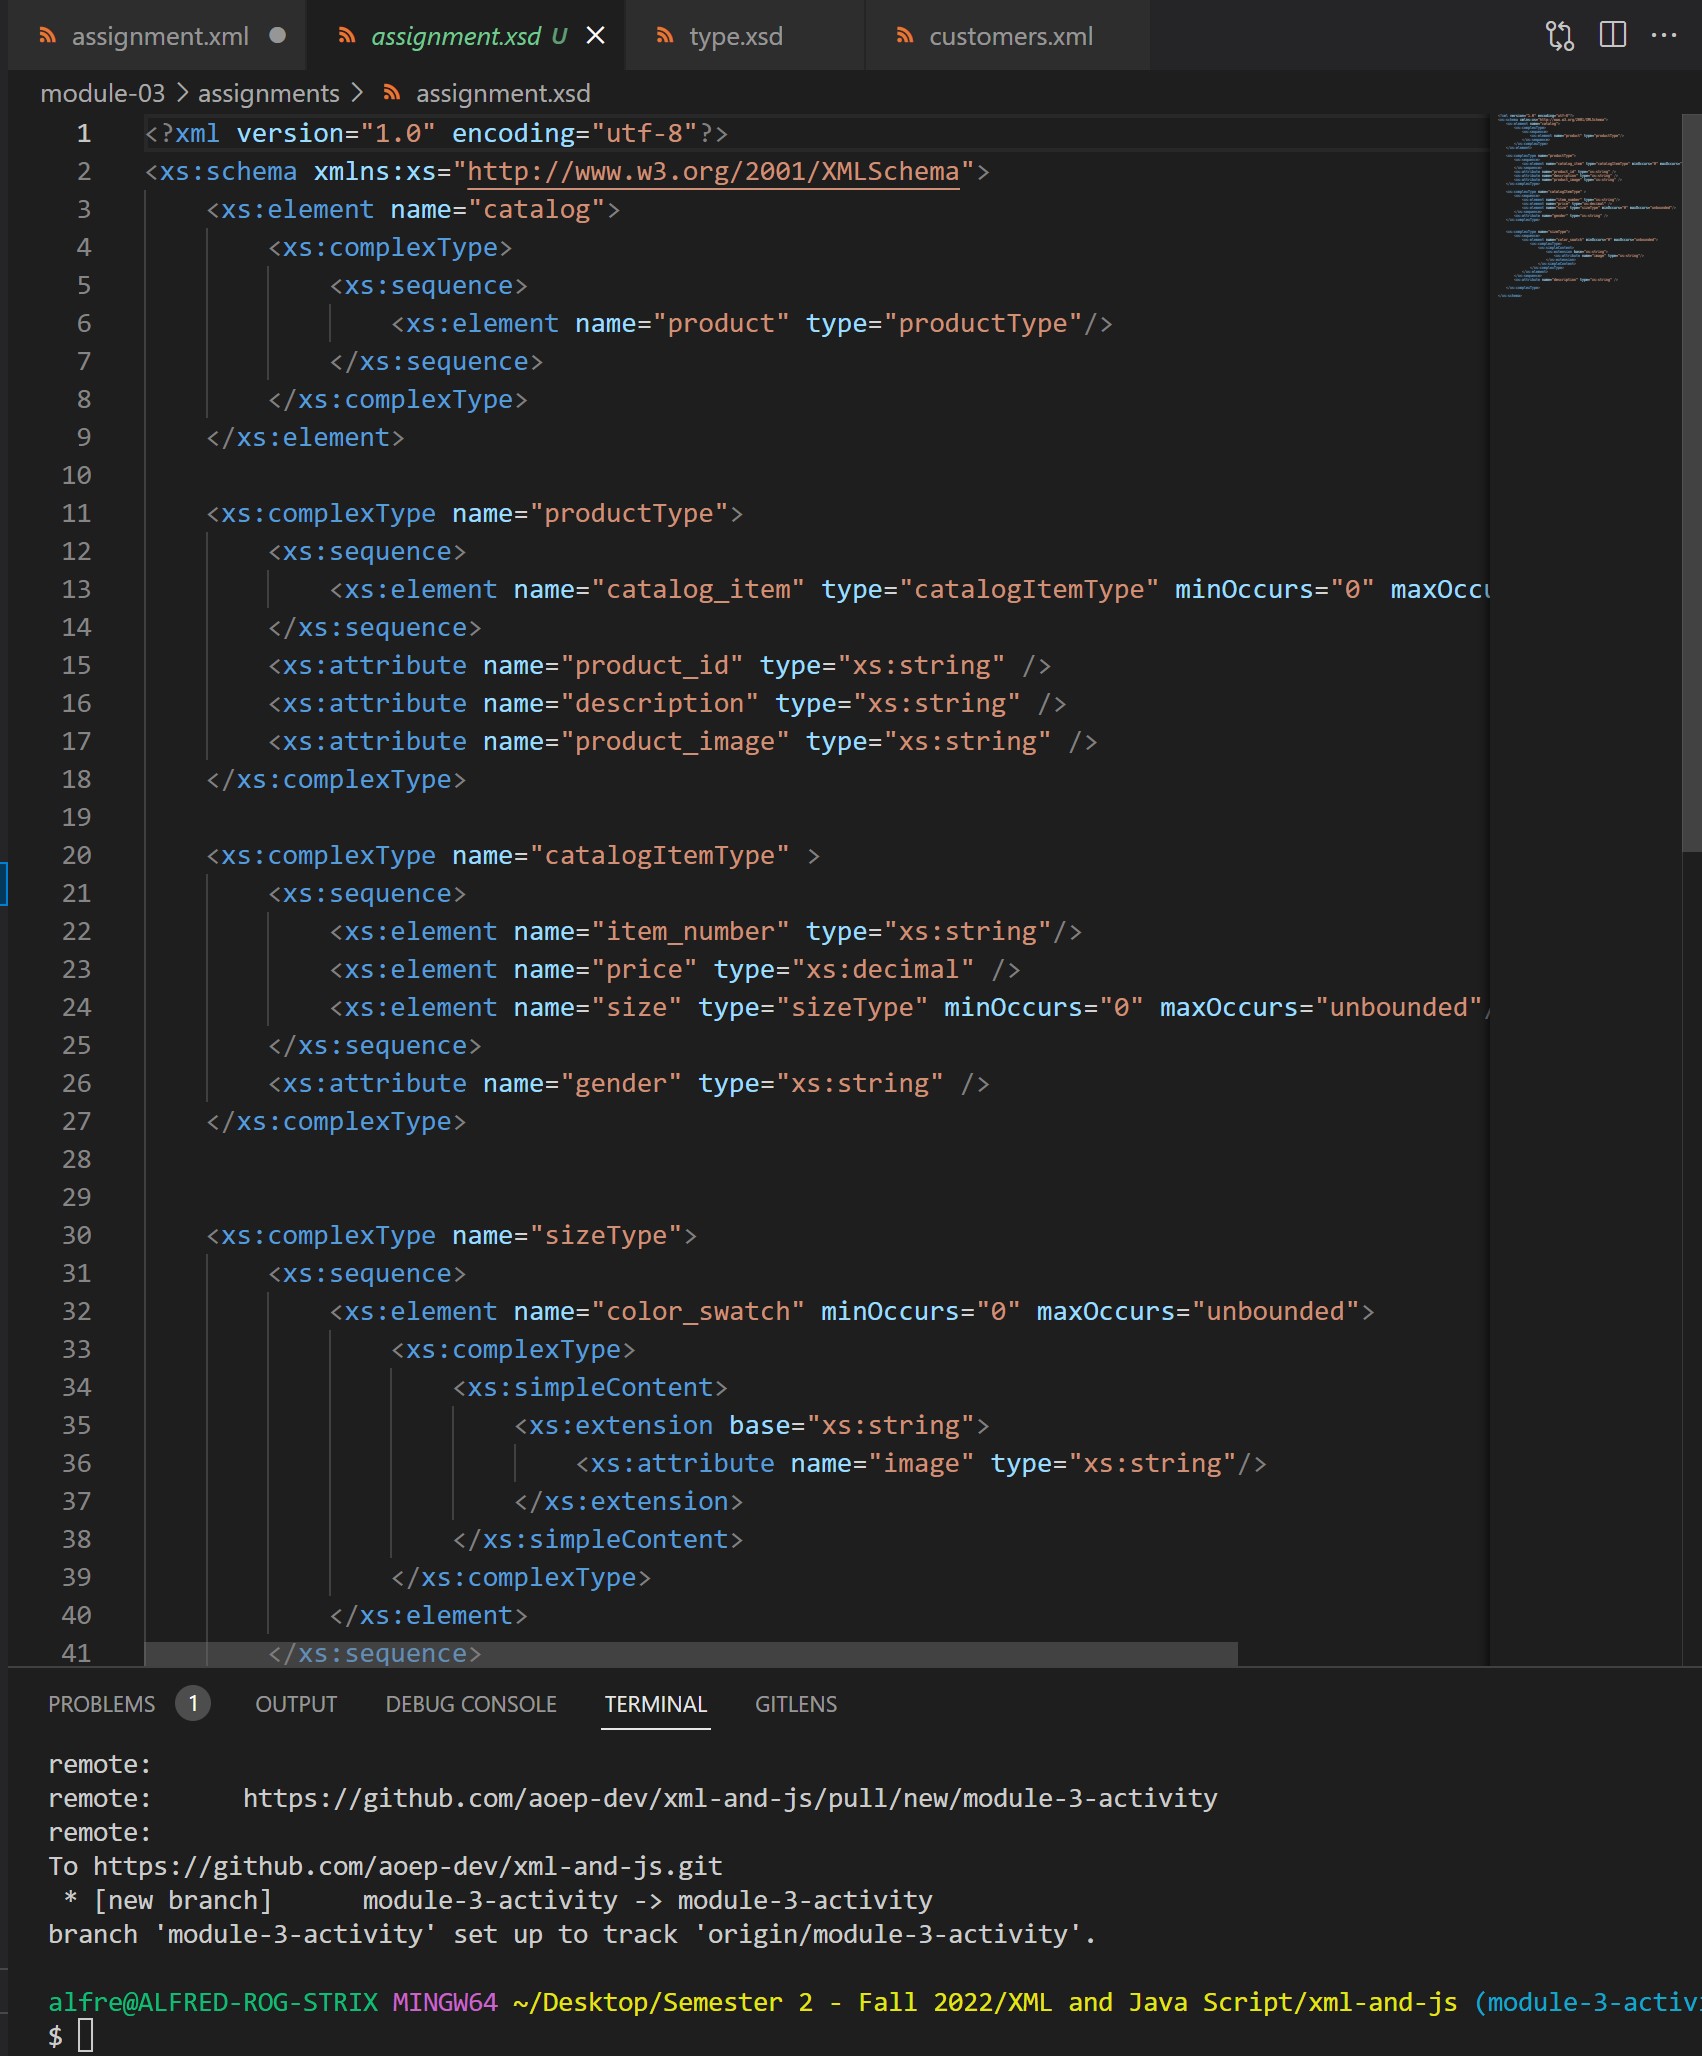 assignment.xml ● assignment.xsd U × type.xsd customers.xml ...
module-03 > assignments > assignment.xsd
1 <?xml version="1.0" encoding="utf-8"?>
2 <xs:schema xmlns:xs="http://www.w3.org/2001/XMLSchema">
3 <xs:element name="catalog">
4 <xs:complexType>
5 <xs:sequence>
6 <xs:element name="product" type="productType"/>
7 </xs:sequence>
8 </xs:complexType>
9 </xs:element>
10
11 <xs:complexType name="productType">
12 <xs:sequence>
13 <xs:element name="catalog_item" type="catalogItemType" minOccurs="0" maxOccu
14 </xs:sequence>
15 <xs:attribute name="product_id" type="xs:string" />
16 <xs:attribute name="description" type="xs:string" />
17 <xs:attribute name="product_image" type="xs:string" />
18 </xs:complexType>
19
20 <xs:complexType name="catalogItemType" >
21 <xs:sequence>
22 <xs:element name="item_number" type="xs:string"/>
23 <xs:element name="price" type="xs:decimal" />
24 <xs:element name="size" type="sizeType" minOccurs="0" maxOccurs="unbounded"/
25 </xs:sequence>
26 <xs:attribute name="gender" type="xs:string" />
27 </xs:complexType>
28
29
30 <xs:complexType name="sizeType">
31 <xs:sequence>
32 <xs:element name="color_swatch" minOccurs="0" maxOccurs="unbounded">
33 <xs:complexType>
34 <xs:simpleContent>
35 <xs:extension base="xs:string">
36 <xs:attribute name="image" type="xs:string"/>
37 </xs:extension>
38 </xs:simpleContent>
39 </xs:complexType>
40 </xs:element>
41 </xs:sequence>
PROBLEMS 1 OUTPUT DEBUG CONSOLE TERMINAL GITLENS
remote:
remote:      https://github.com/aoep-dev/xml-and-js/pull/new/module-3-activity
remote:
To https://github.com/aoep-dev/xml-and-js.git
 * [new branch]      module-3-activity -> module-3-activity
branch 'module-3-activity' set up to track 'origin/module-3-activity'.
alfre@ALFRED-ROG-STRIX MINGW64 ~/Desktop/Semester 2 - Fall 2022/XML and Java Script/xml-and-js (module-3-activi
$